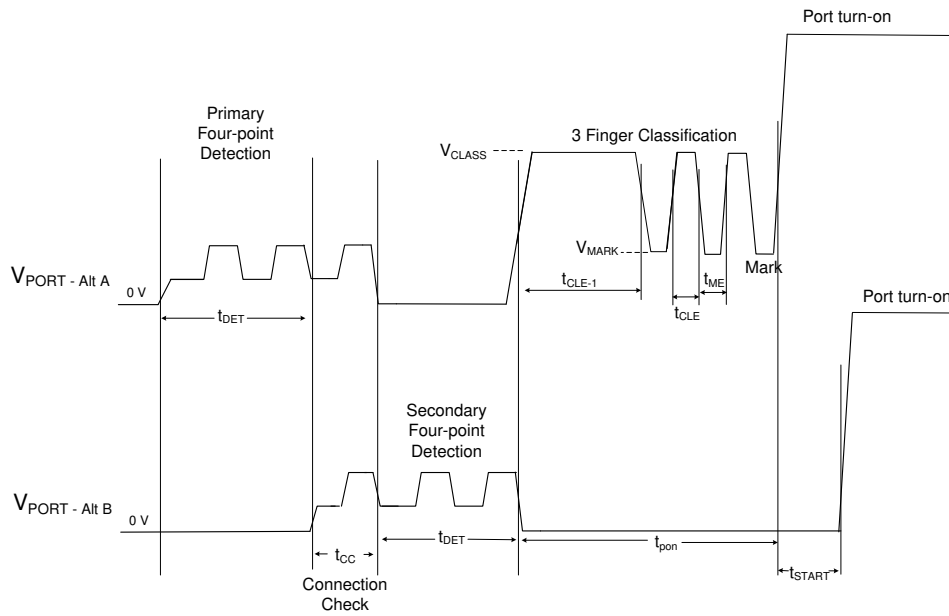 Port turn-on
Primary
Four-point
Detection
3 Finger Classification
VCLASS
VMARK
Mark
VPORT - Alt A
0 V
tDET
tCLE-1
tME
tCLE
Port turn-on
Secondary
Four-point
Detection
VPORT - Alt B
0 V
tCC
tDET
tpon
tSTART
Connection
Check